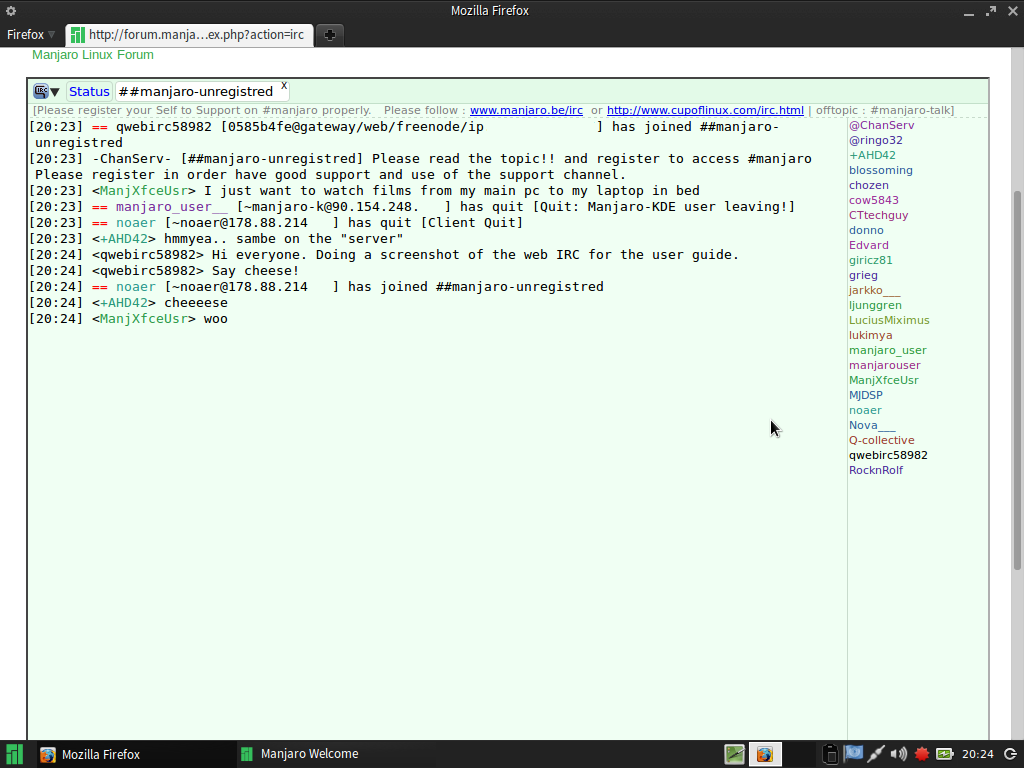 Mozilla Firefox
Firefox
http://forum.manja...ex.php?action=irc
Manjaro Linux Forum
IRC Status ##manjaro-unregistred X
[Please register your Self to Support on #manjaro properly. Please follow : www.manjaro.be/irc or http://www.cupoflinux.com/irc.html | offtopic : #manjaro-talk]
[20:23] == qwebirc58982 [0585b4fe@gateway/web/freenode/ip ] has joined ##manjaro-
unregistred
[20:23] -ChanServ- [##manjaro-unregistred] Please read the topic!! and register to access #manjaro
Please register in order have good support and use of the support channel.
[20:23] <ManjXfceUsr> I just want to watch films from my main pc to my laptop in bed
[20:23] == manjaro_user__ [~manjaro-k@90.154.248. ] has quit [Quit: Manjaro-KDE user leaving!]
[20:23] == noaer [~noaer@178.88.214 ] has quit [Client Quit]
[20:23] <+AHD42> hmmyea.. sambe on the "server"
[20:24] <qwebirc58982> Hi everyone. Doing a screenshot of the web IRC for the user guide.
[20:24] <qwebirc58982> Say cheese!
[20:24] == noaer [~noaer@178.88.214 ] has joined ##manjaro-unregistred
[20:24] <+AHD42> cheeeese
[20:24] <ManjXfceUsr> woo
@ChanServ
@ringo32
+AHD42
blossoming
chozen
cow5843
CTtechguy
donno
Edvard
giricz81
grieg
jarkko___
ljunggren
LuciusMiximus
lukimya
manjaro_user
manjarouser
ManjXfceUsr
MJDSP
noaer
Nova___
Q-collective
qwebirc58982
RocknRolf
Mozilla Firefox
Manjaro Welcome
20:24